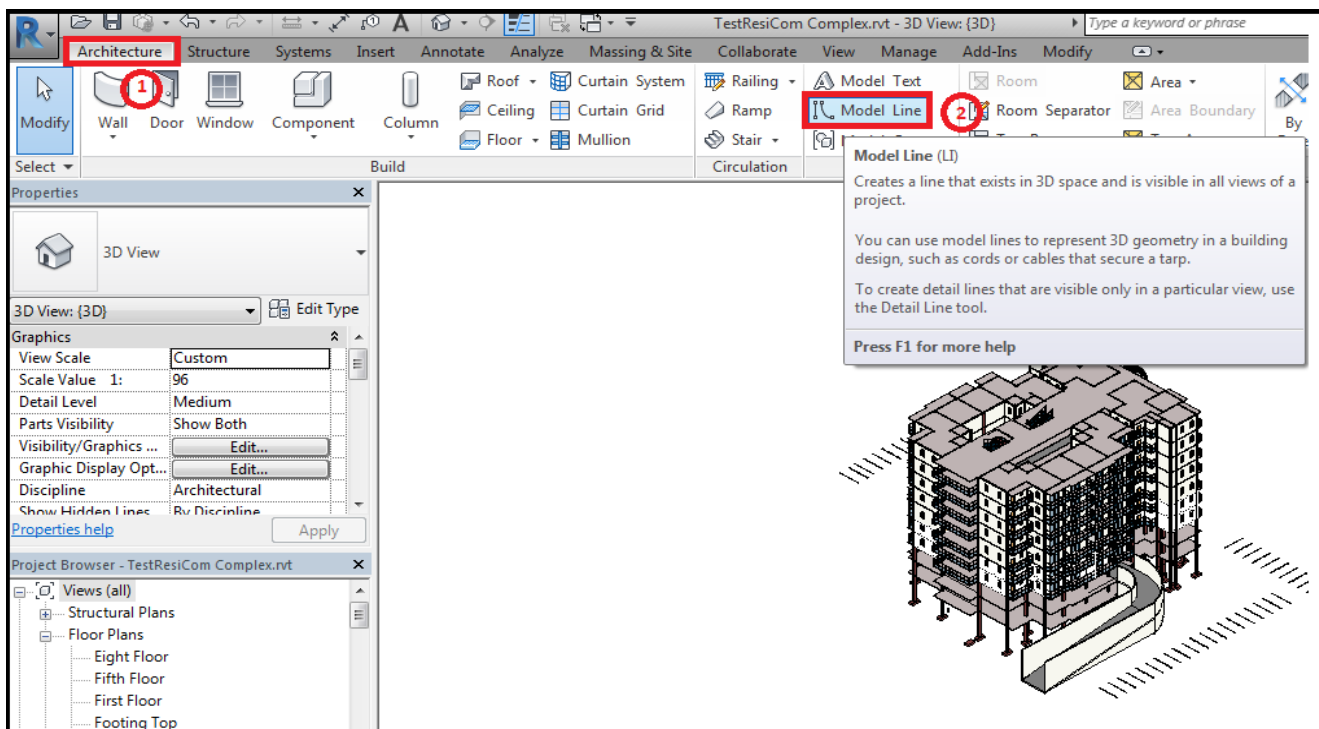 TestResiCom Complex.rvt - 3D View: {3D}
Type a keyword or phrase
Architecture Structure Systems Insert Annotate Analyze Massing & Site Collaborate View Manage Add-Ins Modify
1
Modify
Wall
Door
Window
Component
Column
Roof
Ceiling
Floor
Curtain System
Curtain Grid
Mullion
Railing
Ramp
Stair
Model Text
Model Line
2
Room
Room Separator
Area
Area Boundary
By
Select
Build
Circulation
Model Line (LI)
Creates a line that exists in 3D space and is visible in all views of a
project.
You can use model lines to represent 3D geometry in a building
design, such as cords or cables that secure a tarp.
To create detail lines that are visible only in a particular view, use
the Detail Line tool.
Press F1 for more help
Properties
3D View
3D View: {3D}
Edit Type
Graphics
View Scale Custom
Scale Value 1: 96
Detail Level Medium
Parts Visibility Show Both
Visibility/Graphics ... Edit...
Graphic Display Opt... Edit...
Discipline Architectural
Show Hidden Lines By Discipline
Properties help
Apply
Project Browser - TestResiCom Complex.rvt
Views (all)
Structural Plans
Floor Plans
Eight Floor
Fifth Floor
First Floor
Footing Top